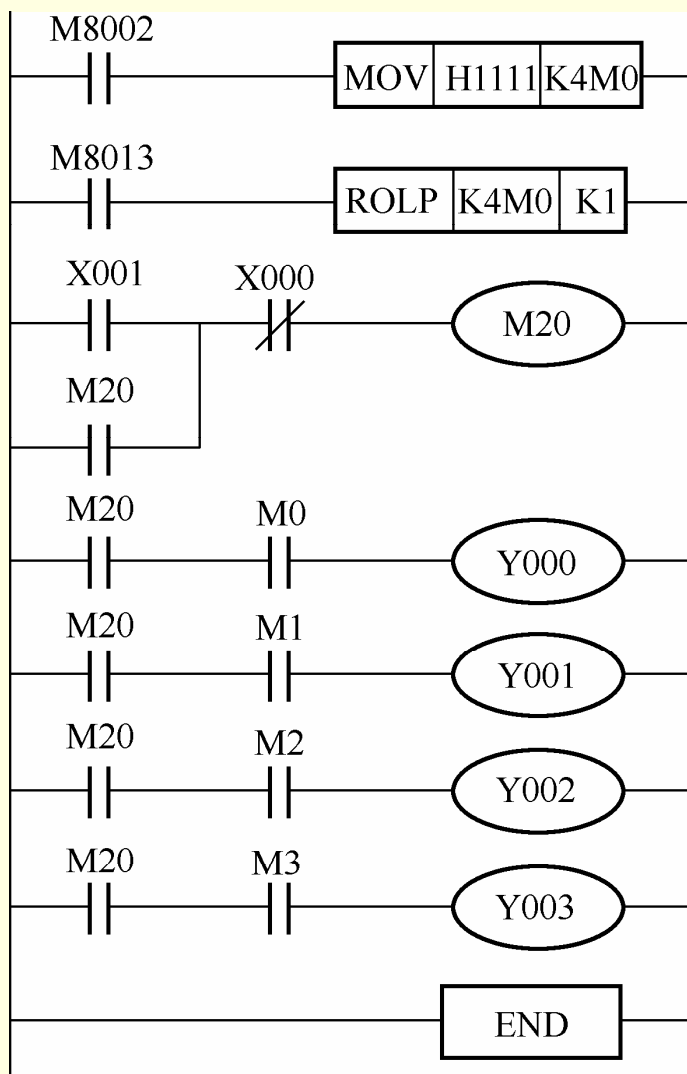 M8002
MOV H1111 K4M0
M8013
ROLP K4M0 K1
X001 X000
M20
M20
M20 M0
Y000
M20 M1
Y001
M20 M2
Y002
M20 M3
Y003
END